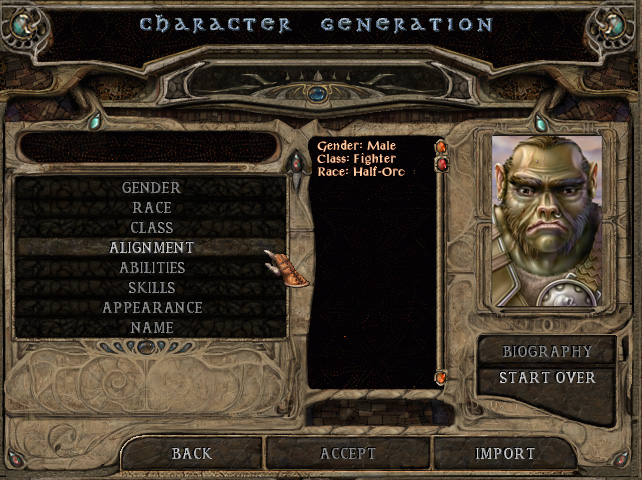 CHARACTER GENERATION
Gender: Male
Class: Fighter
Race: Half-Orc
GENDER
RACE
CLASS
ALIGNMENT
ABILITIES
SKILLS
APPEARANCE
NAME
BIOGRAPHY
START OVER
BACK
ACCEPT
IMPORT